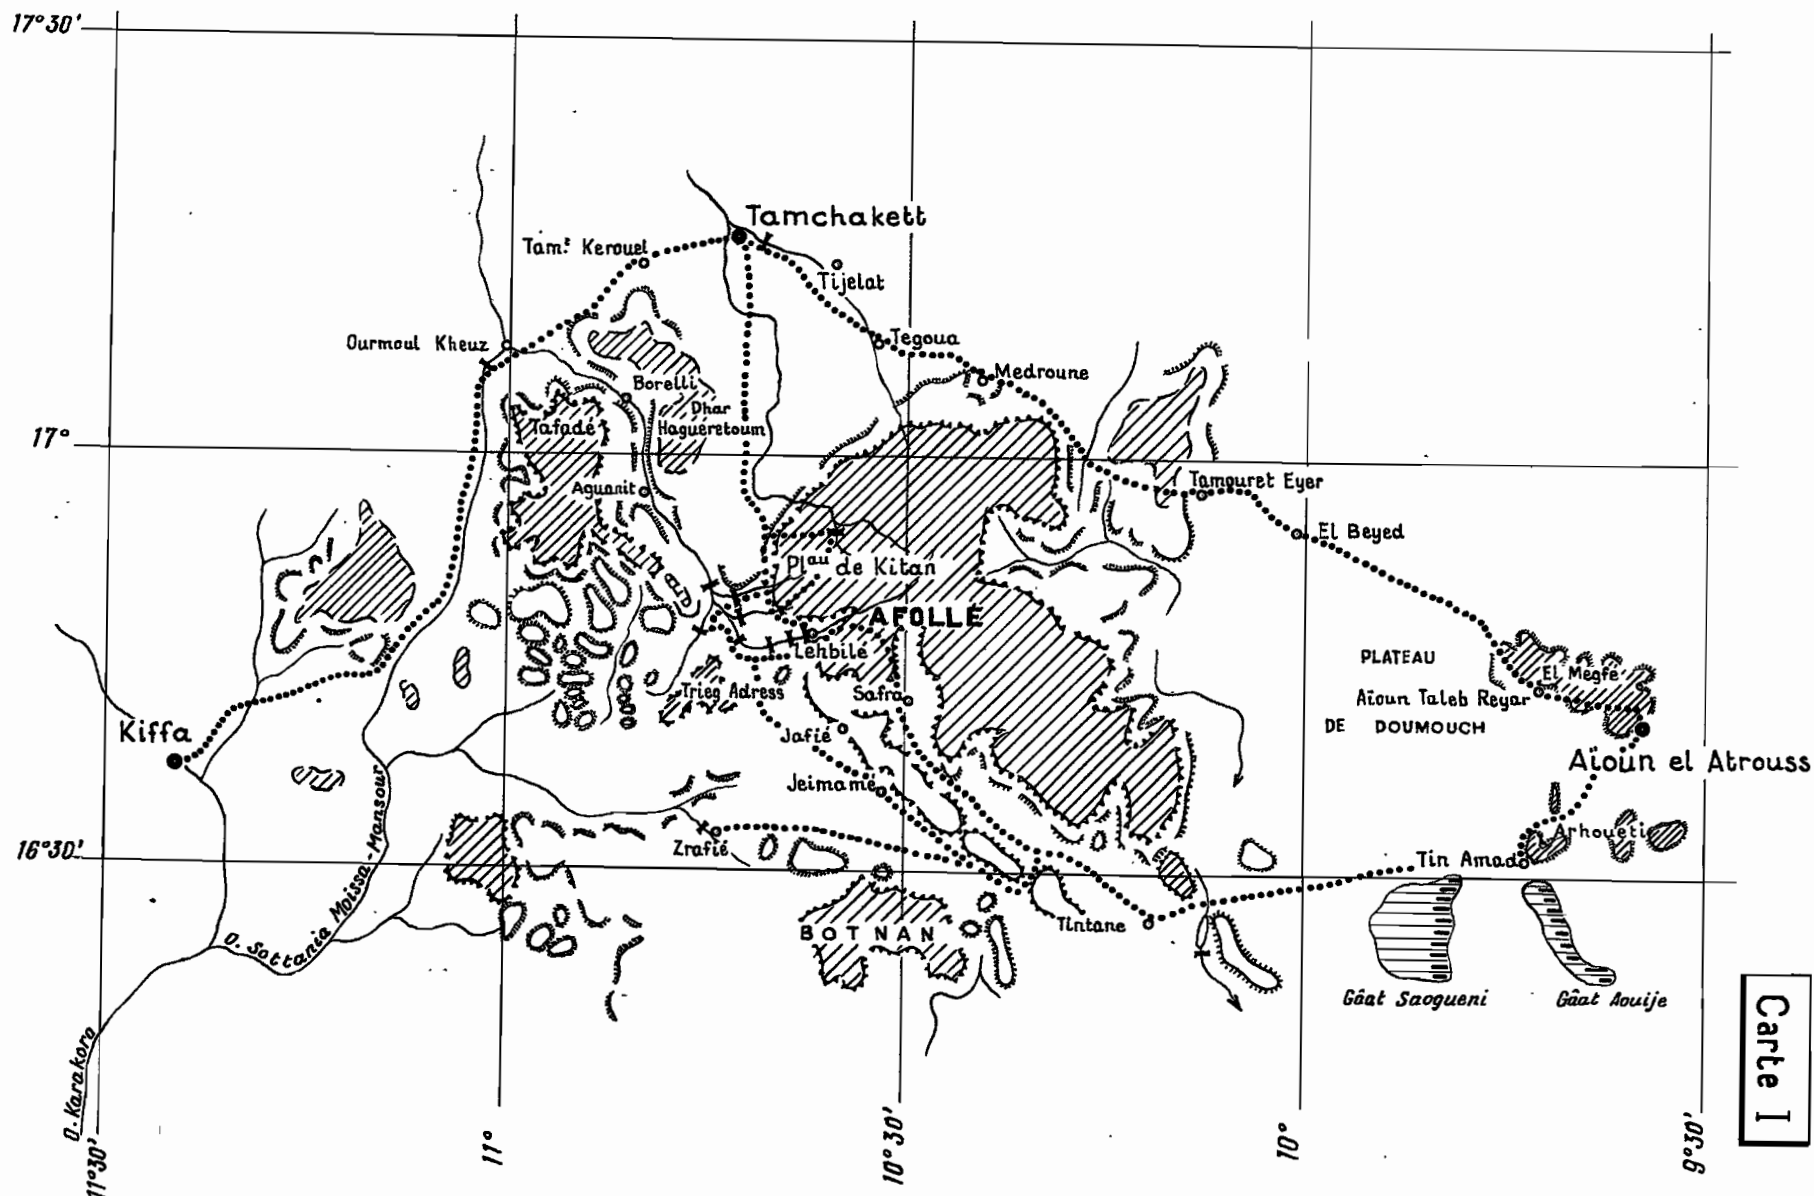 17°30'
Tamchakett
Tam.t Kerouel
Tijelat
Ourmoul Kheuz
Tegoua
Medroune
Borelli
Dhar
Hagueretoum
Tafadé
17°
Aguanit
Tamouret Eyer
El Beyed
Plau de Kitan
AFOLLÉ
Lehbilé
Trieg Adress
Safra
PLATEAU
El Megfé
Aïoun Taleb Reyar
DE DOUMOUCH
Kiffa
Jafié
Aïoun el Atrouss
Jeimamé
Zrafié
Arhoueti
16°30'
Tin Amad
BOTNAN
Tintane
O. Sottania Moissa-Mansour
Gâat Saogueni
Gâat Aouije
O. Karakoro
Carte I
11°30'
11°
10°30'
10°
9°30'